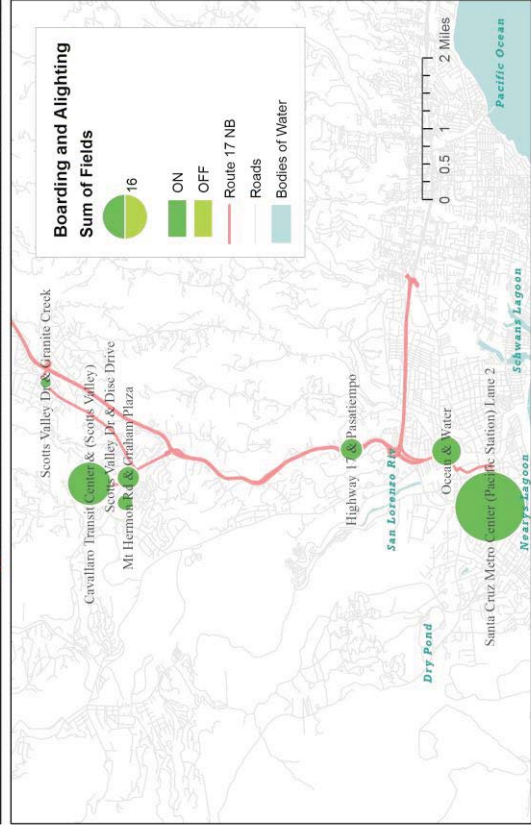 Boarding and Alighting
Sum of Fields
16
ON
OFF
Route 17 NB
Roads
Bodies of Water
Scotts Valley Dr & Granite Creek
Cavallaro Transit Center & (Scotts Valley)
Scotts Valley Dr & Disc Drive
Mt Hermon Rd & Graham Plaza
Highway 17 & Pasatiempo
San Lorenzo Riv
Ocean & Water
Santa Cruz Metro Center (Pacific Station) Lane 2
Dry Pond
Nearys Lagoon
Schwans Lagoon
Pacific Ocean
0 0.5 1 2 Miles